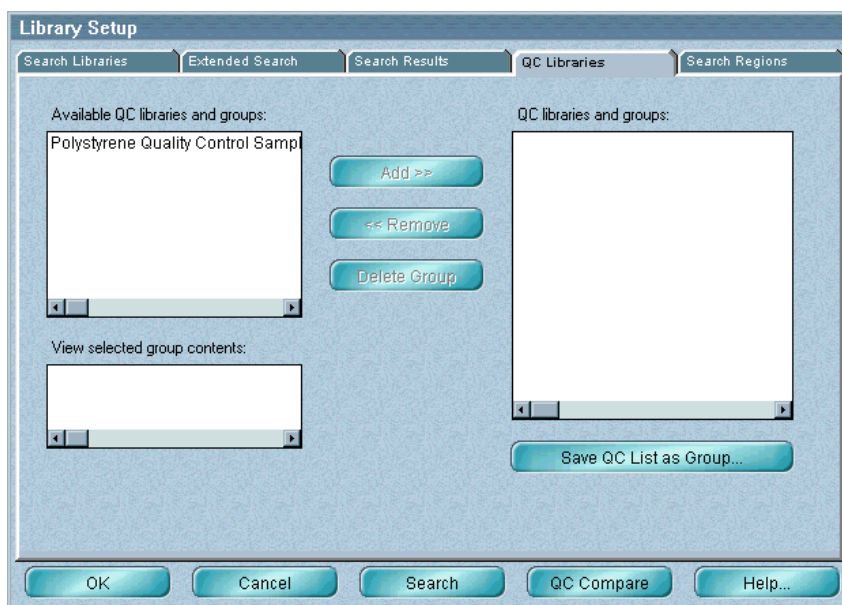 Library Setup
Search Libraries
Extended Search
Search Results
QC Libraries
Search Regions
Available QC libraries and groups:
Polystyrene Quality Control Sampl
Add >>
<< Remove
Delete Group
View selected group contents:
QC libraries and groups:
Save QC List as Group...
OK
Cancel
Search
QC Compare
Help...